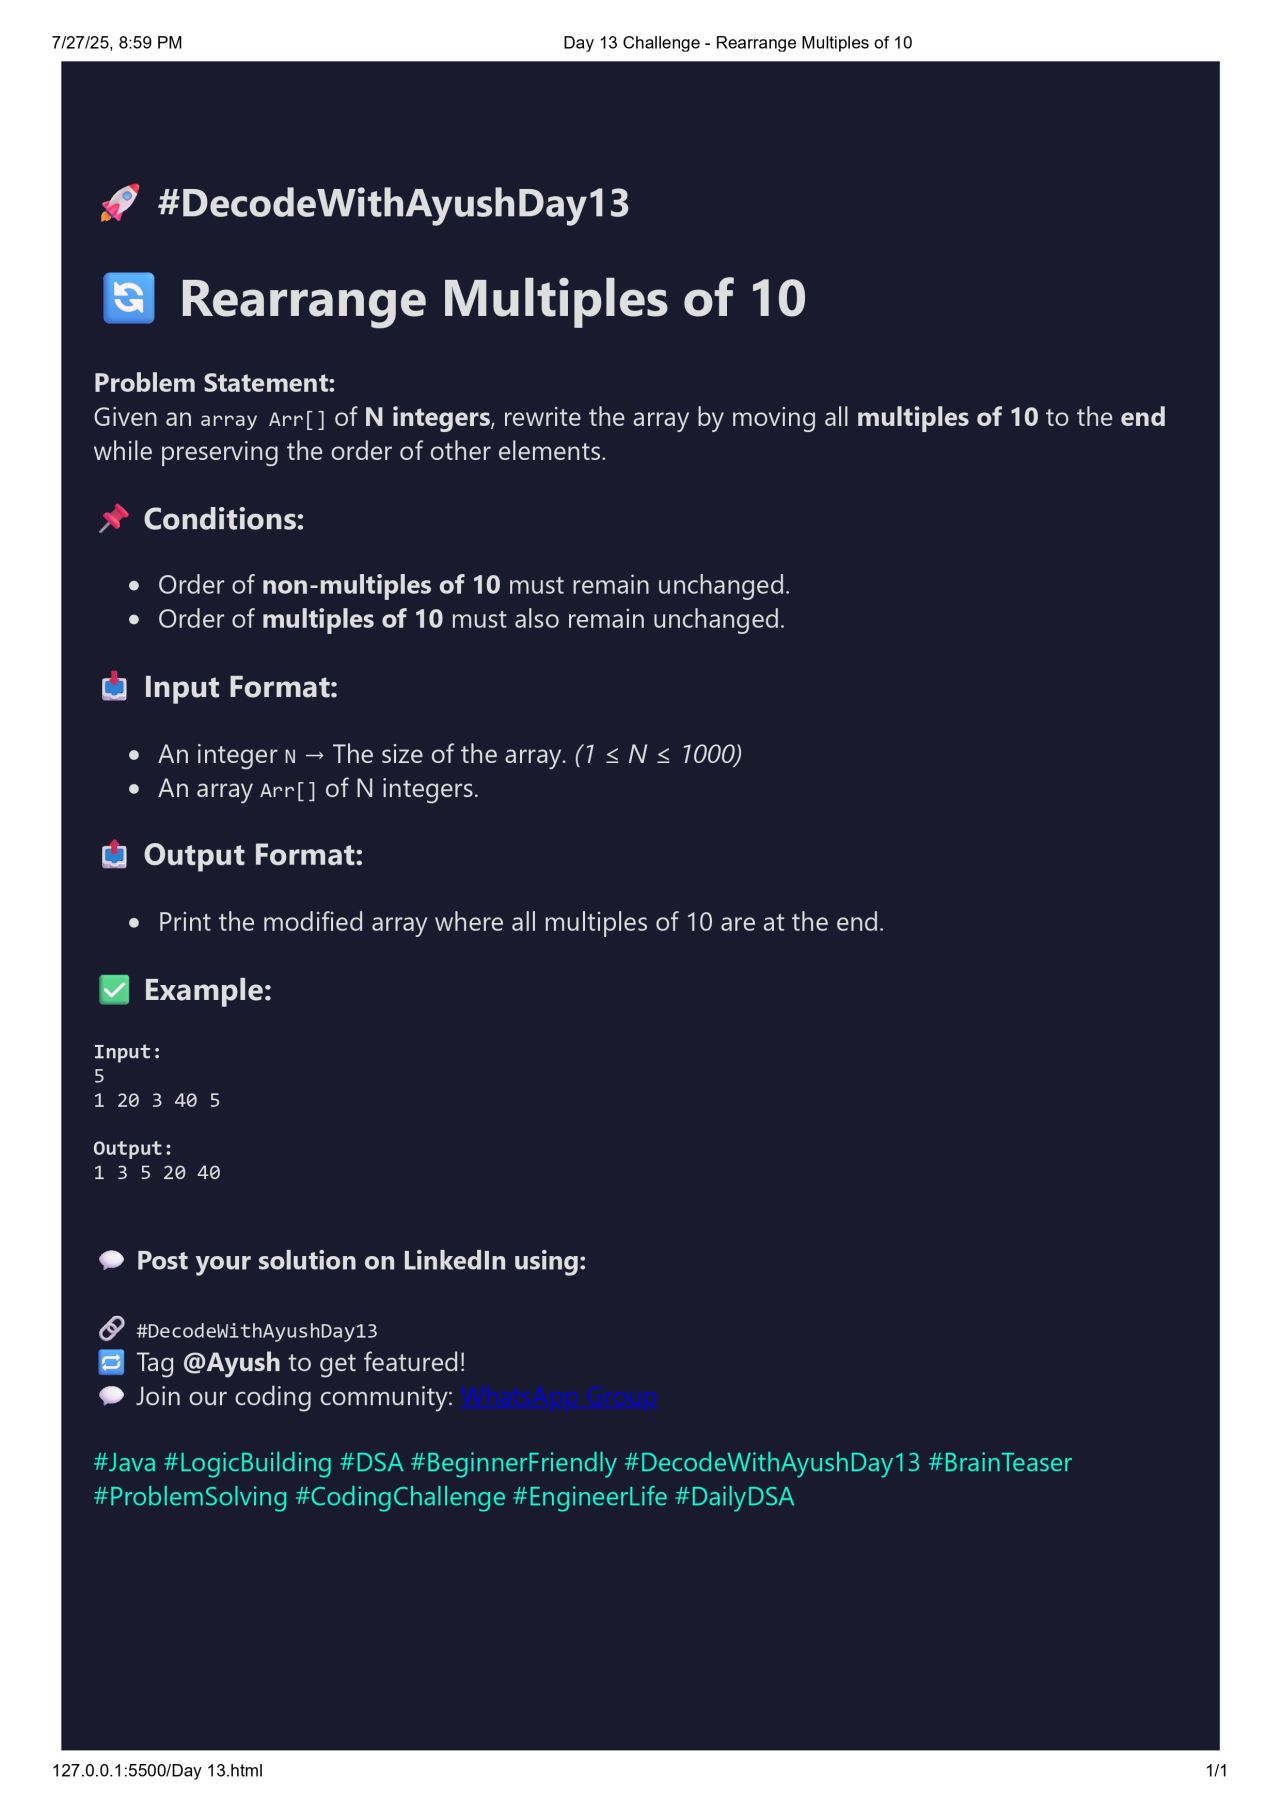 7/27/25, 8:59 PM
Day 13 Challenge - Rearrange Multiples of 10
#DecodeWithAyushDay13
Rearrange Multiples of 10
Problem Statement:
Given an array Arr[] of N integers, rewrite the array by moving all multiples of 10 to the end
while preserving the order of other elements.
Conditions:
Order of non-multiples of 10 must remain unchanged.
Order of multiples of 10 must also remain unchanged.
Input Format:
An integer N → The size of the array. (1 ≤ N ≤ 1000)
An array Arr[] of N integers.
Output Format:
Print the modified array where all multiples of 10 are at the end.
Example:
Input:
5
1 20 3 40 5
Output:
1 3 5 20 40
Post your solution on LinkedIn using:
#DecodeWithAyushDay13
Tag @Ayush to get featured!
Join our coding community: WhatsApp Group
#Java #LogicBuilding #DSA #BeginnerFriendly #DecodeWithAyushDay13 #BrainTeaser
#ProblemSolving #CodingChallenge #EngineerLife #DailyDSA
127.0.0.1:5500/Day 13.html
1/1